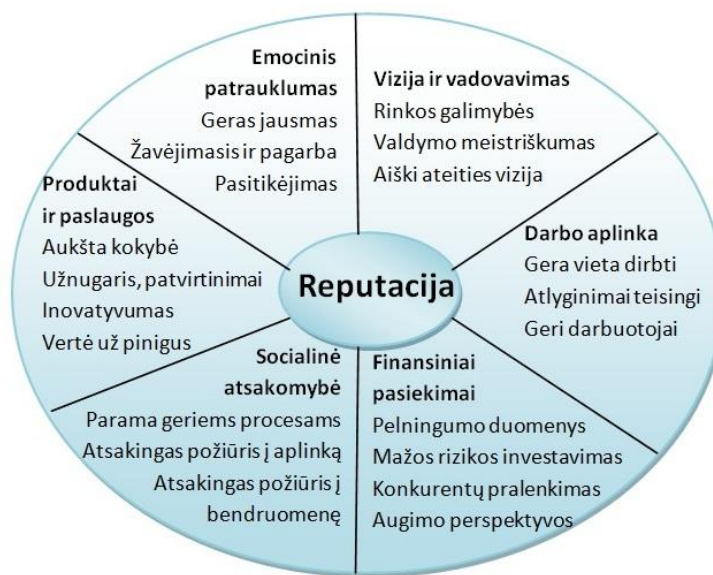 Emocinis
patrauklumas
Geras jausmas
Žavėjimasis ir pagarba
Pasitikėjimas
Vizija ir vadovavimas
Rinkos galimybės
Valdymo meistriškumas
Aiški ateities vizija
Produktai
ir paslaugos
Aukšta kokybė
Užnugaris, patvirtinimai
Inovatyvumas
Vertė už pinigus
Reputacija
Darbo aplinka
Gera vieta dirbti
Atlyginimai teisingi
Geri darbuotojai
Socialinė
atsakomybė
Parama geriems procesams
Atsakingas požiūris į aplinką
Atsakingas požiūris į
bendruomenę
Finansiniai
pasiekimai
Pelningumo duomenys
Mažos rizikos investavimas
Konkurentų pralenkimas
Augimo perspektyvos